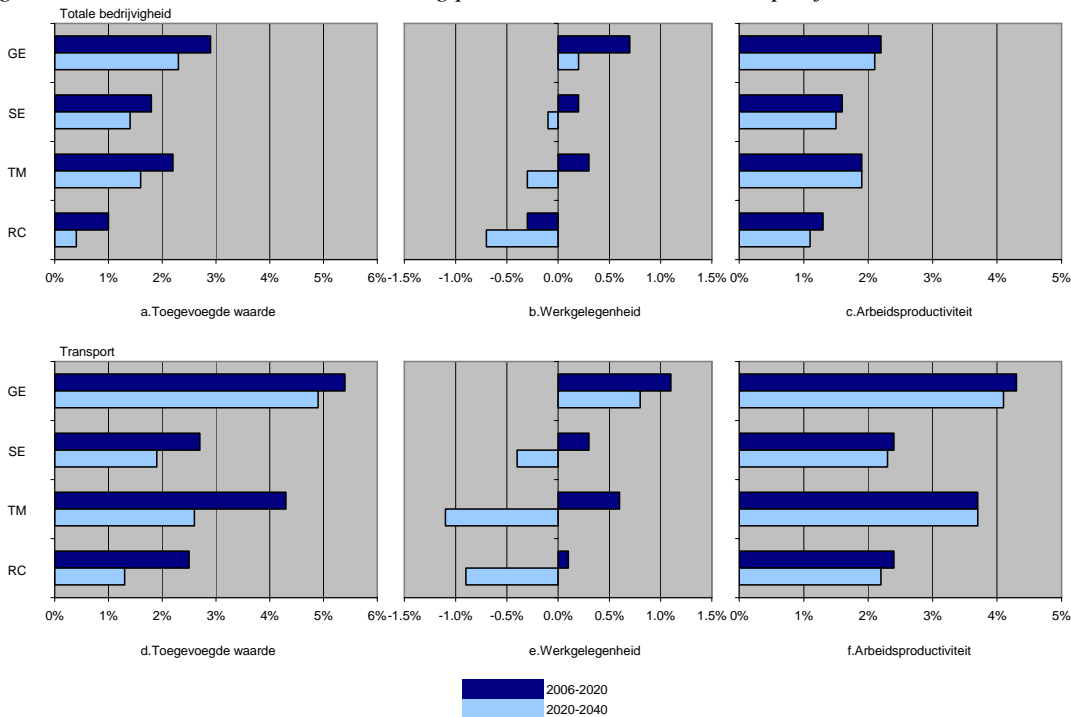 Totale bedrijvigheid
GE
SE
TM
RC
0% 1% 2% 3% 4% 5% 6%
-1.5% -1.0% -0.5% 0.0% 0.5% 1.0% 1.5%
0% 1% 2% 3% 4% 5%
a.Toegevoegde waarde
b.Werkgelegenheid
c.Arbeidsproductiviteit
Transport
GE
SE
TM
RC
0% 1% 2% 3% 4% 5% 6%
-1.5% -1.0% -0.5% 0.0% 0.5% 1.0% 1.5%
0% 1% 2% 3% 4% 5%
d.Toegevoegde waarde
e.Werkgelegenheid
f.Arbeidsproductiviteit
2006-2020
2020-2040